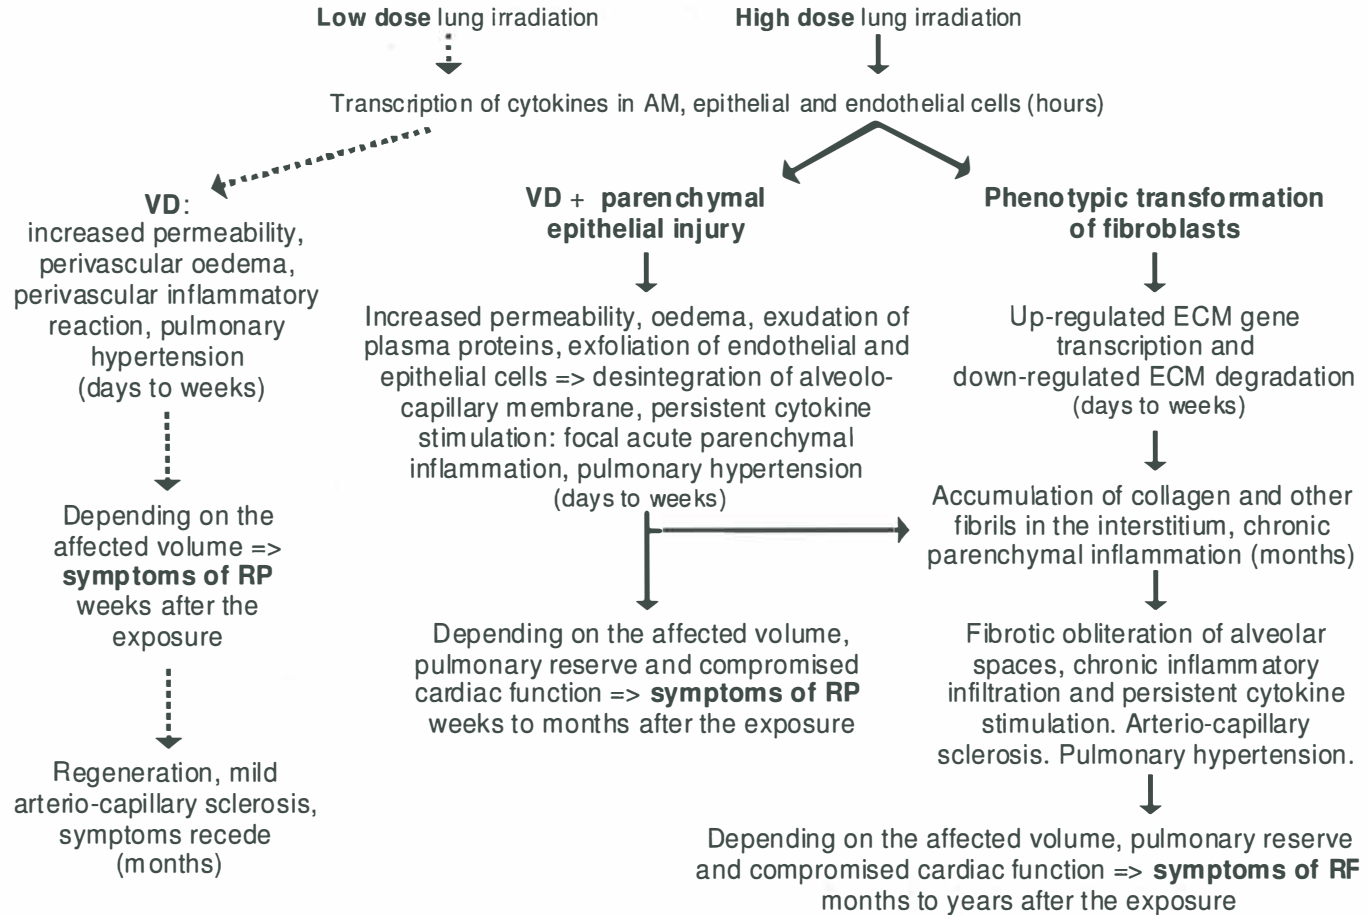 Low dose lung irradiation
High dose lung irradiation
Transcription of cytokines in AM, epithelial and endothelial cells (hours)
VD:
increased permeability,
perivascular oedema,
perivascular inflammatory
reaction, pulmonary
hypertension
(days to weeks)
Depending on the
affected volume =>
symptoms of RP
weeks after the
exposure
Regeneration, mild
arterio-capillary sclerosis,
symptoms recede
(months)
VD + parenchymal
epithelial injury
Increased permeability, oedema, exudation of
plasma proteins, exfoliation of endothelial and
epithelial cells => desintegration of alveolo-
capillary membrane, persistent cytokine
stimulation: focal acute parenchymal
inflammation, pulmonary hypertension
(days to weeks)
Depending on the affected volume,
pulmonary reserve and compromised
cardiac function => symptoms of RP
weeks to months after the exposure
Phenotypic transformation
of fibroblasts
Up-regulated ECM gene
transcription and
down-regulated ECM degradation
(days to weeks)
Accumulation of collagen and other
fibrils in the interstitium, chronic
parenchymal inflammation (months)
Fibrotic obliteration of alveolar
spaces, chronic inflammatory
infiltration and persistent cytokine
stimulation. Arterio-capillary
sclerosis. Pulmonary hypertension.
Depending on the affected volume, pulmonary reserve
and compromised cardiac function => symptoms of RF
months to years after the exposure